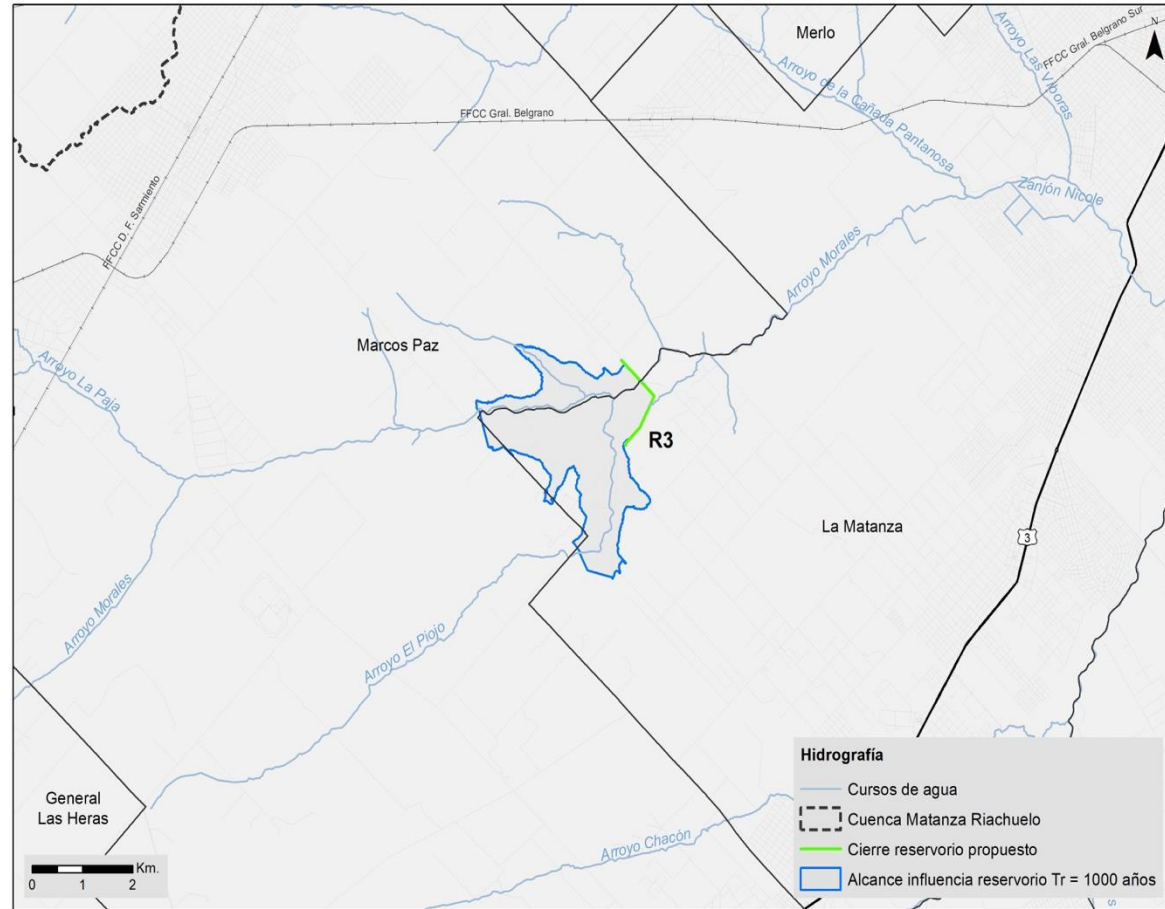 Merlo
N
FFCC Gral. Belgrano Sur
Arroyo Las Víboras
Arroyo de la Cañada Pantanosa
FFCC Gral. Belgrano
Zanjón Nicole
FFCC D. F. Sarmiento
Arroyo Morales
Marcos Paz
Arroyo La Paja
R3
La Matanza
3
Arroyo Morales
Arroyo El Piojo
General
Las Heras
Arroyo Chacón
Km.
0 1 2
Hidrografía
Cursos de agua
Cuenca Matanza Riachuelo
Cierre reservorio propuesto
Alcance influencia reservorio Tr = 1000 años